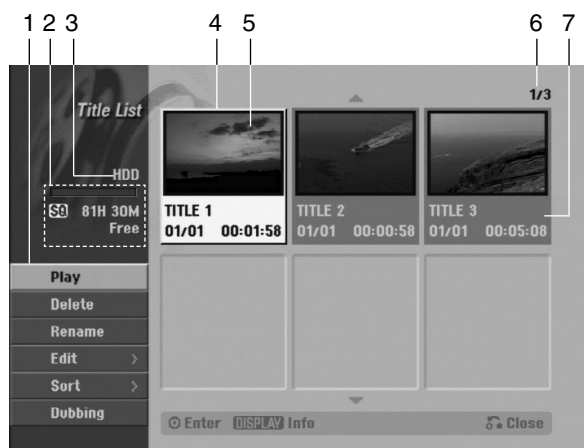 1 2 3 4 5 6 7
1/3
Title List
HDD
SQ 81H 30M
Free
TITLE 1
01/01 00:01:58
TITLE 2
01/01 00:00:58
TITLE 3
01/01 00:05:08
Play
Delete
Rename
Edit >
Sort >
Dubbing
Enter DISPLAY Info Close